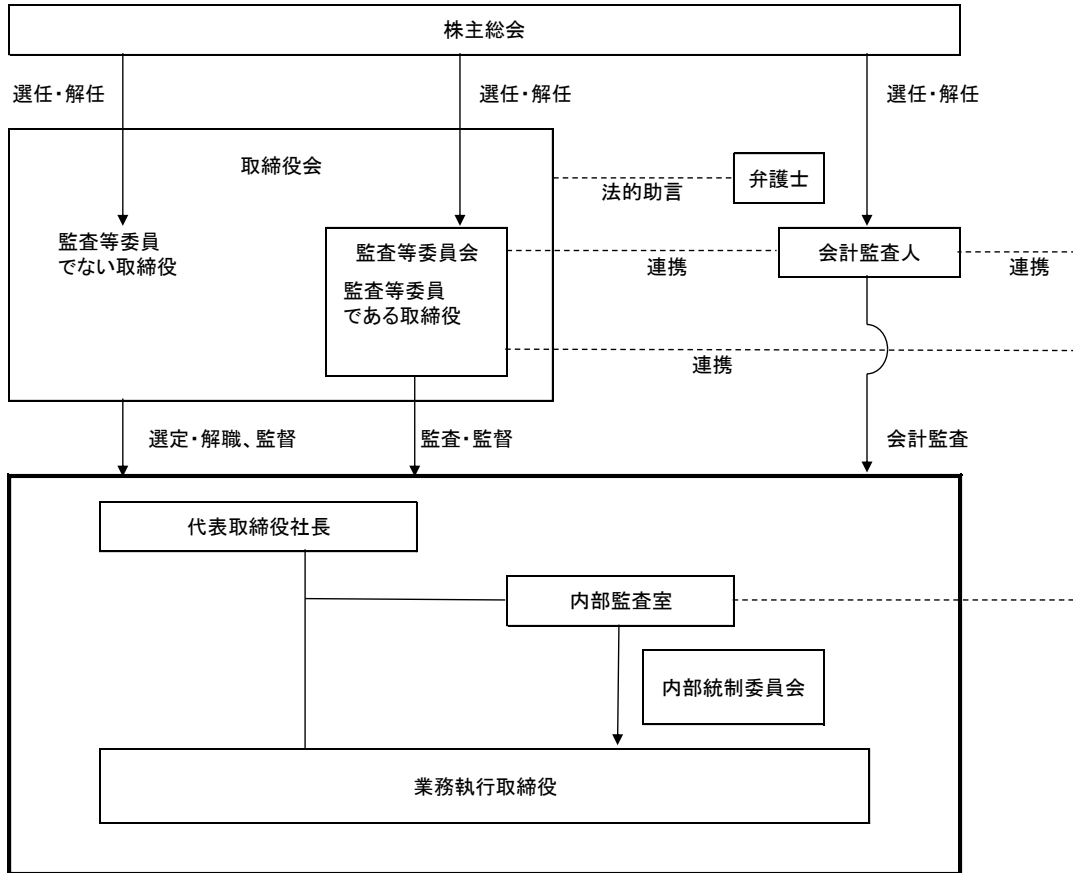 株主総会
選任・解任
選任・解任
選任・解任
取締役会
弁護士
法的助言
監査等委員
でない取締役
監査等委員会
監査等委員
である取締役
会計監査人
連携
連携
連携
選定・解職、監督
監査・監督
会計監査
代表取締役社長
内部監査室
内部統制委員会
業務執行取締役